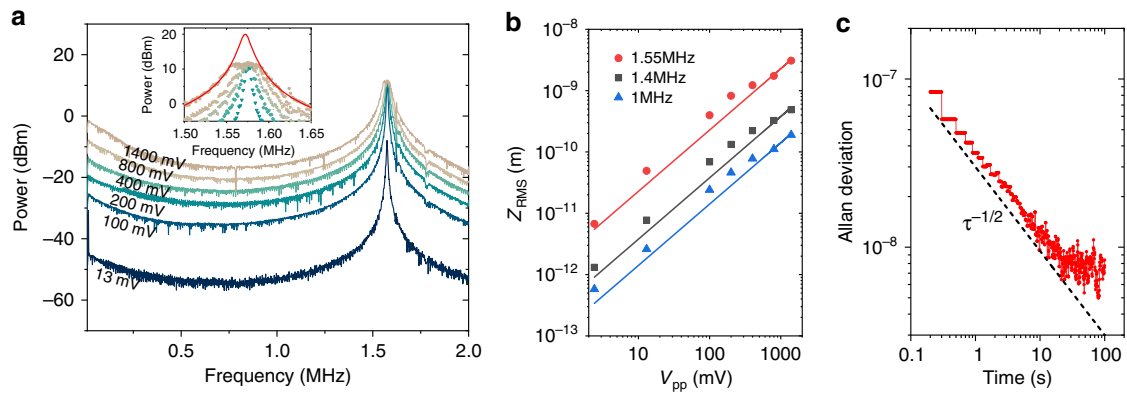 a
20
0
−20
−40
−60
Power (dBm)
0.5
1.0
1.5
2.0
Frequency (MHz)
1400 mV
800 mV
400 mV
200 mV
100 mV
13 mV
20
10
0
Power (dBm)
1.50
1.55
1.60
1.65
Frequency (MHz)
b
10⁻⁸
10⁻⁹
10⁻¹⁰
10⁻¹¹
10⁻¹²
10⁻¹³
Z_RMS (m)
1.55MHz
1.4MHz
1MHz
10
100
1000
V_pp (mV)
c
10⁻⁷
10⁻⁸
Allan deviation
τ⁻¹/²
0.1
1
10
100
Time (s)